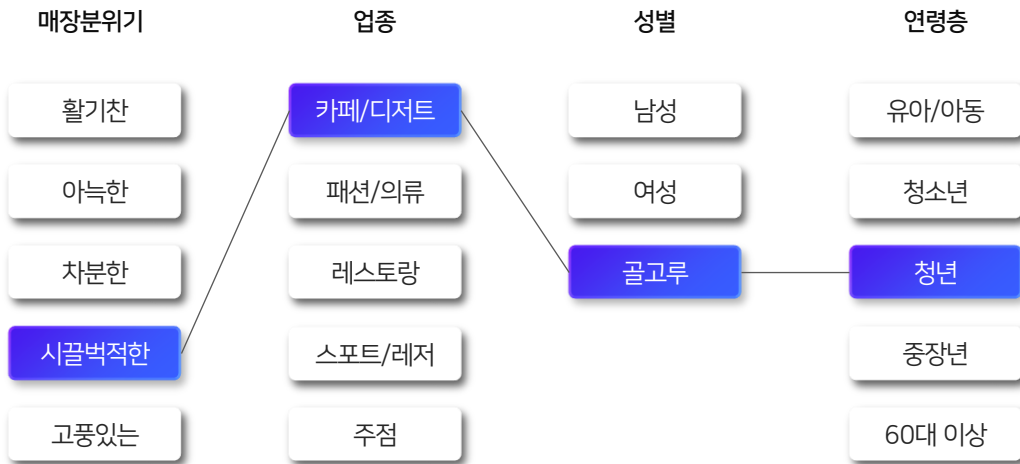 매장분위기 업종 성별 연령층
활기찬 카페/디저트 남성 유아/아동
아늑한 패션/의류 여성 청소년
차분한 레스토랑 골고루 청년
시끌벅적한 스포트/레저 중장년
고풍있는 주점 60대 이상